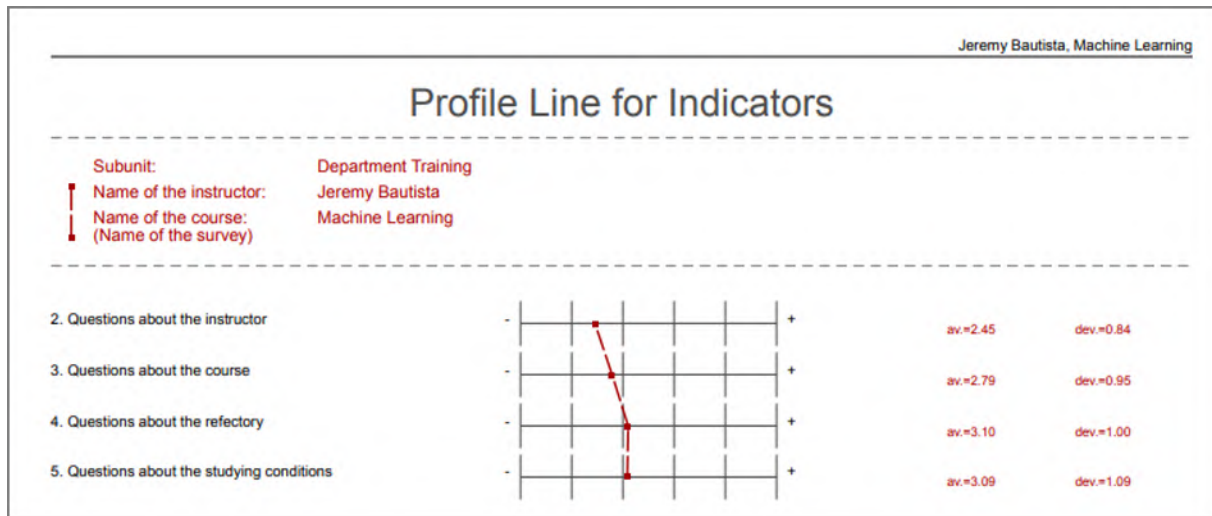 Jeremy Bautista, Machine Learning
Profile Line for Indicators
Subunit: Department Training
Name of the instructor: Jeremy Bautista
Name of the course: Machine Learning
(Name of the survey)
2. Questions about the instructor - + av.=2.45 dev.=0.84
3. Questions about the course - + av.=2.79 dev.=0.95
4. Questions about the refectory - + av.=3.10 dev.=1.00
5. Questions about the studying conditions - + av.=3.09 dev.=1.09